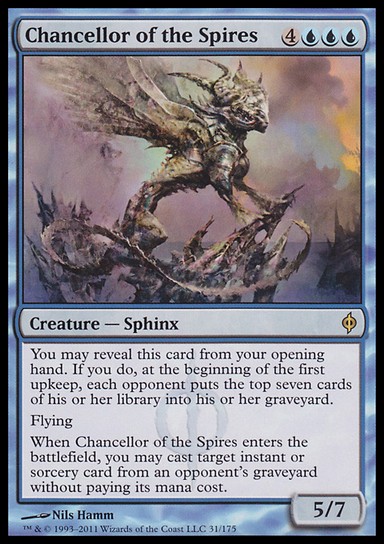 Chancellor of the Spires 4
Creature — Sphinx
You may reveal this card from your opening
hand. If you do, at the beginning of the first
upkeep, each opponent puts the top seven cards
of his or her library into his or her graveyard.
Flying
When Chancellor of the Spires enters the
battlefield, you may cast target instant or
sorcery card from an opponent's graveyard
without paying its mana cost.
5/7
Nils Hamm
™ & © 1993–2011 Wizards of the Coast LLC 31/175